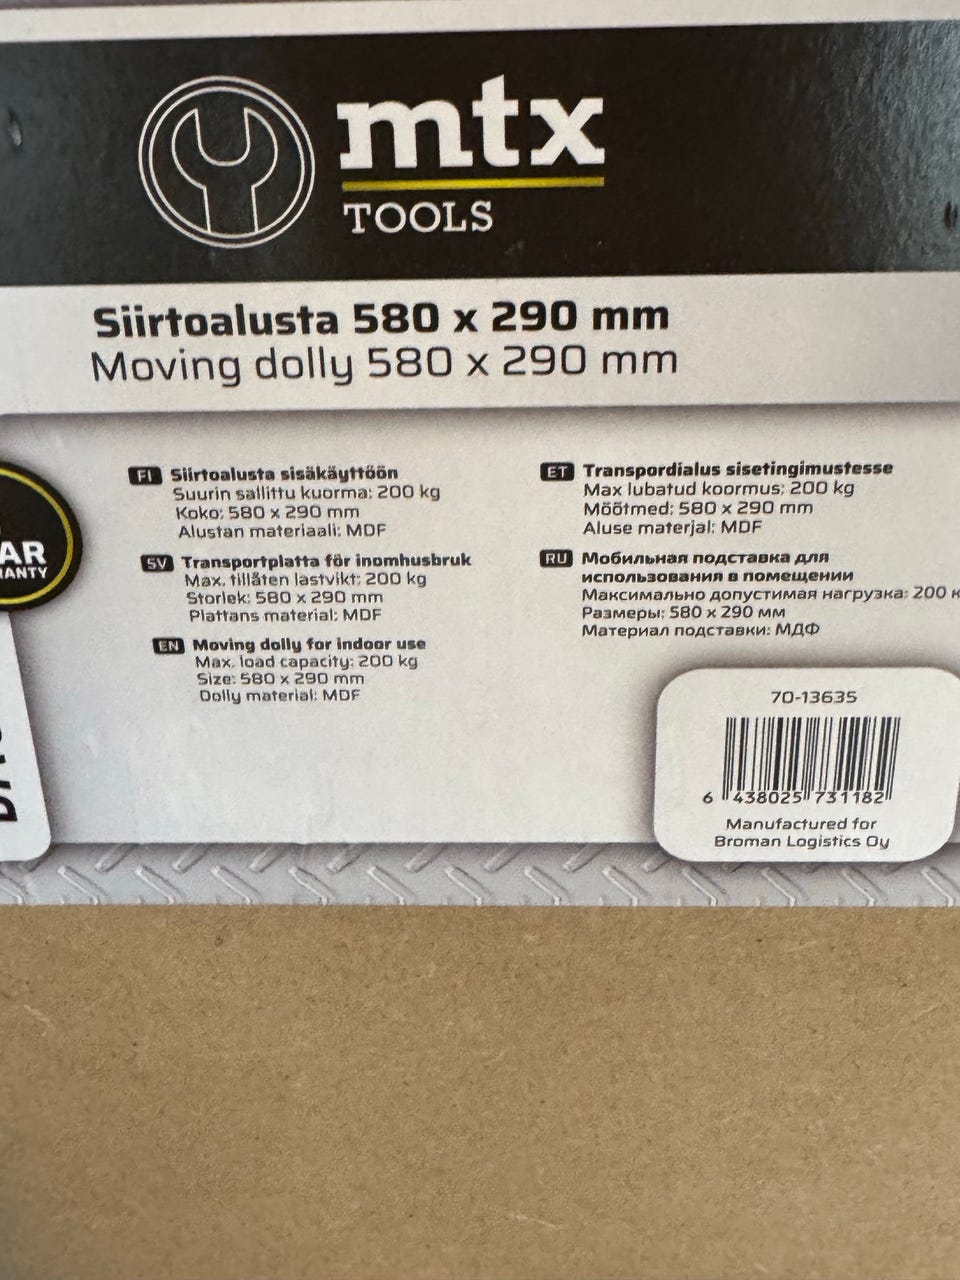 mtx
TOOLS
Siirtoalusta 580 x 290 mm
Moving dolly 580 x 290 mm
FI Siirtoalusta sisäkäyttöön
Suurin sallittu kuorma: 200 kg
Koko: 580 x 290 mm
Alustan materiaali: MDF
SV Transportplatta för inomhusbruk
Max. tillåten lastvikt: 200 kg
Storlek: 580 x 290 mm
Plattans material: MDF
EN Moving dolly for indoor use
Max. load capacity: 200 kg
Size: 580 x 290 mm
Dolly material: MDF
ET Transpordialus sisetingimustesse
Max lubatud koormus: 200 kg
Mõõtmed: 580 x 290 mm
Aluse materjal: MDF
RU Мобильная подставка для
использования в помещении
Максимально допустимая нагрузка: 200 к
Размеры: 580 x 290 мм
Материал подставки: МДФ
70-13635
6 438025 731182
Manufactured for
Broman Logistics Oy